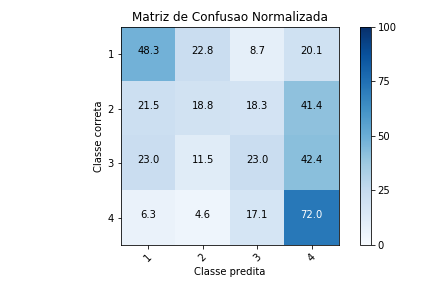 Matriz de Confusao Normalizada
Classe correta
1 48.3 22.8 8.7 20.1
2 21.5 18.8 18.3 41.4
3 23.0 11.5 23.0 42.4
4 6.3 4.6 17.1 72.0
1 2 3 4
Classe predita
100
75
50
25
0